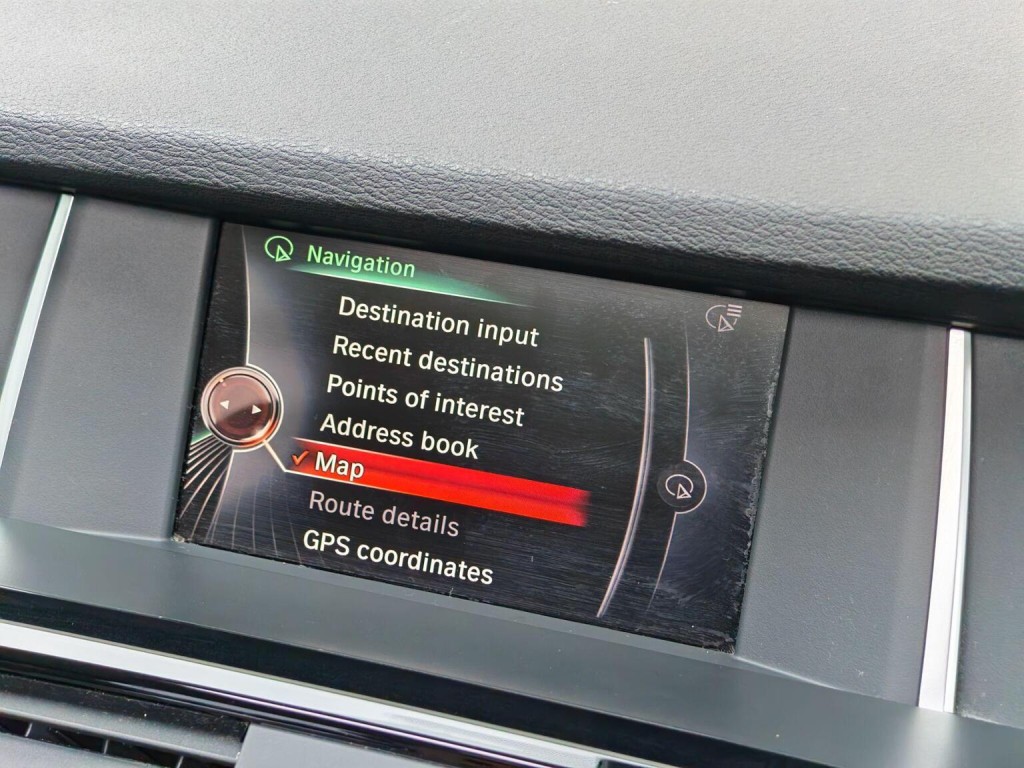 Navigation
Destination input
Recent destinations
Points of interest
Address book
Map
Route details
GPS coordinates